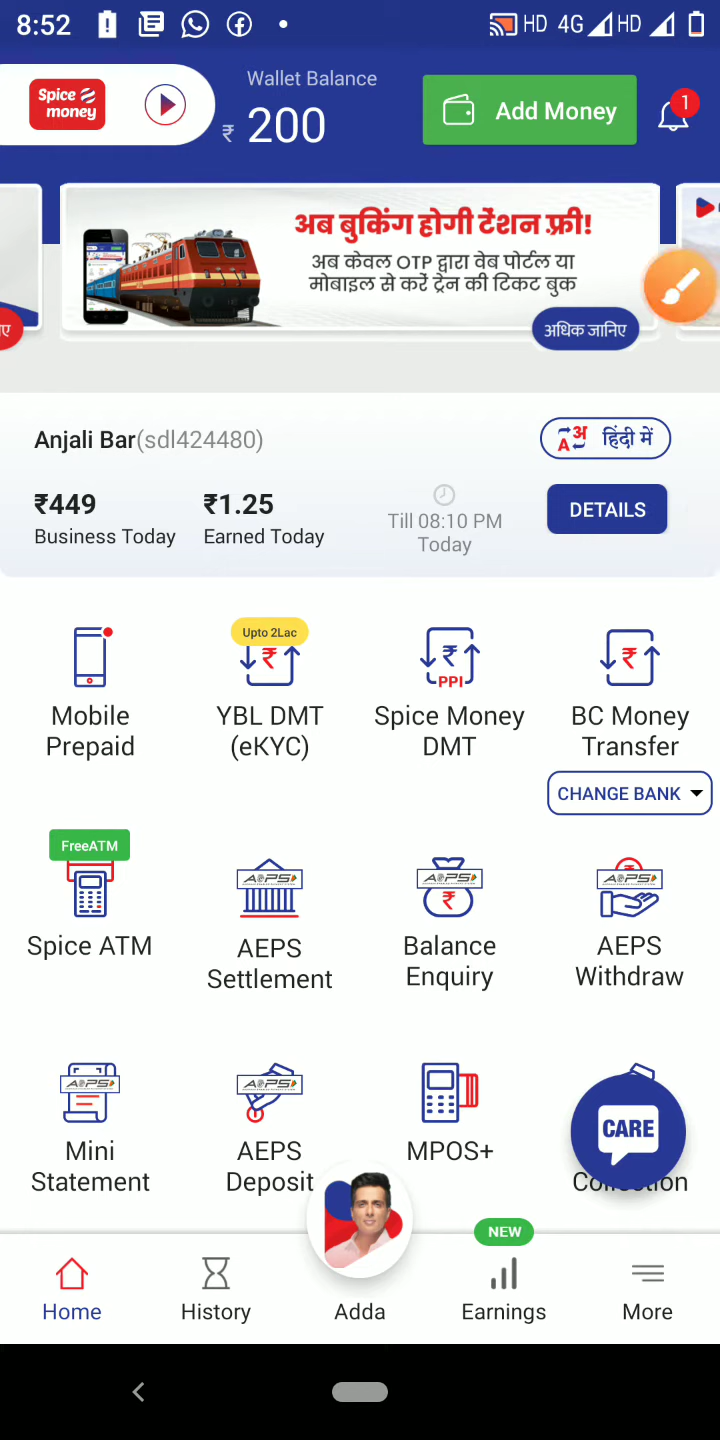 8:52
HD 4G HD
Spice money
Wallet Balance
₹ 200
Add Money
1
अब बुकिंग होगी टेंशन फ्री!
अब केवल OTP द्वारा वेब पोर्टल या
मोबाइल से करें ट्रेन की टिकट बुक
अधिक जानिए
Anjali Bar(sdl424480)
A अ हिंदी में
₹449
Business Today
₹1.25
Earned Today
Till 08:10 PM
Today
DETAILS
Upto 2Lac
₹ ₹ ₹
PPI
Mobile
Prepaid
YBL DMT
(eKYC)
Spice Money
DMT
BC Money
Transfer
CHANGE BANK
FreeATM
AEPS AEPS AEPS
₹
Spice ATM
AEPS
Settlement
Balance
Enquiry
AEPS
Withdraw
AEPS AEPS
Mini
Statement
AEPS
Deposit
MPOS+
CARE
NEW
Home
History
Adda
Earnings
More